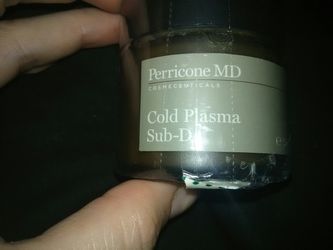 Perricone MD
COSMECEUTICALS
Cold Plasma
Sub-D